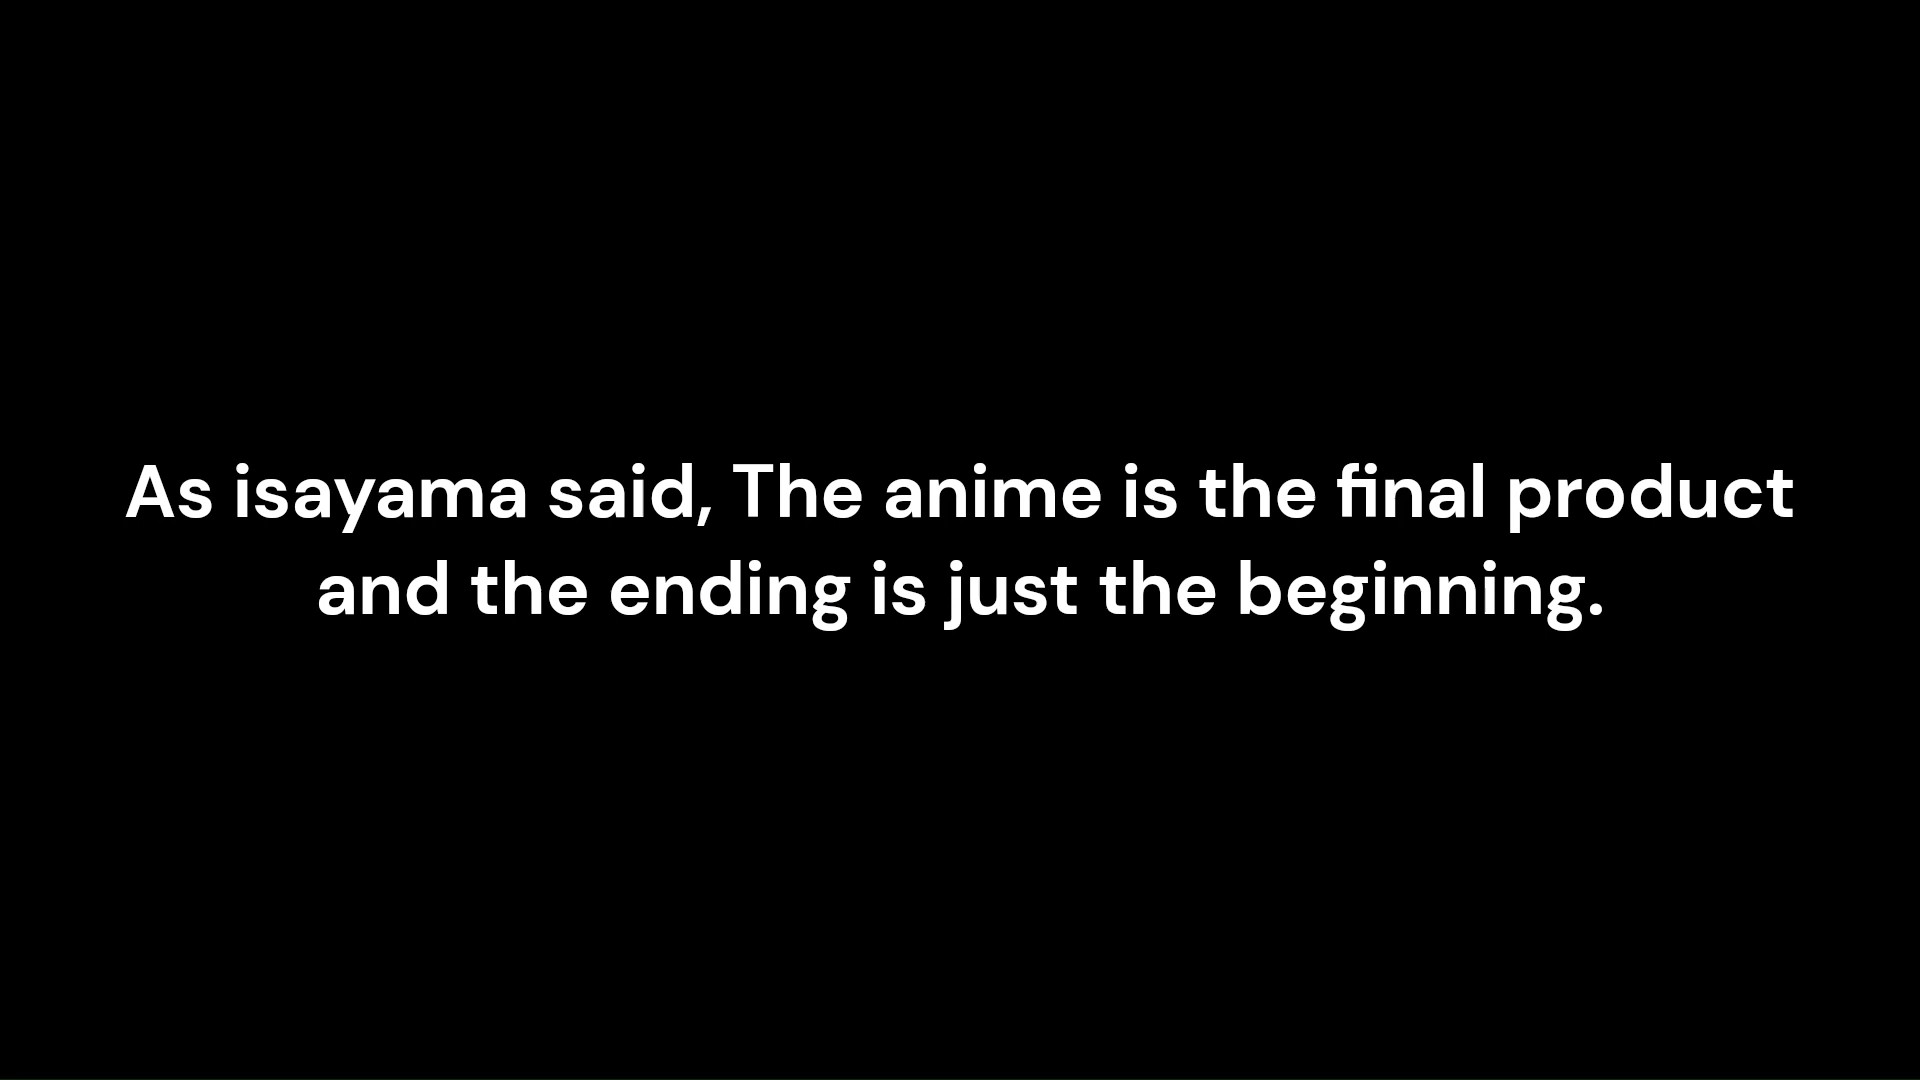 As isayama said, The anime is the final product
and the ending is just the beginning.